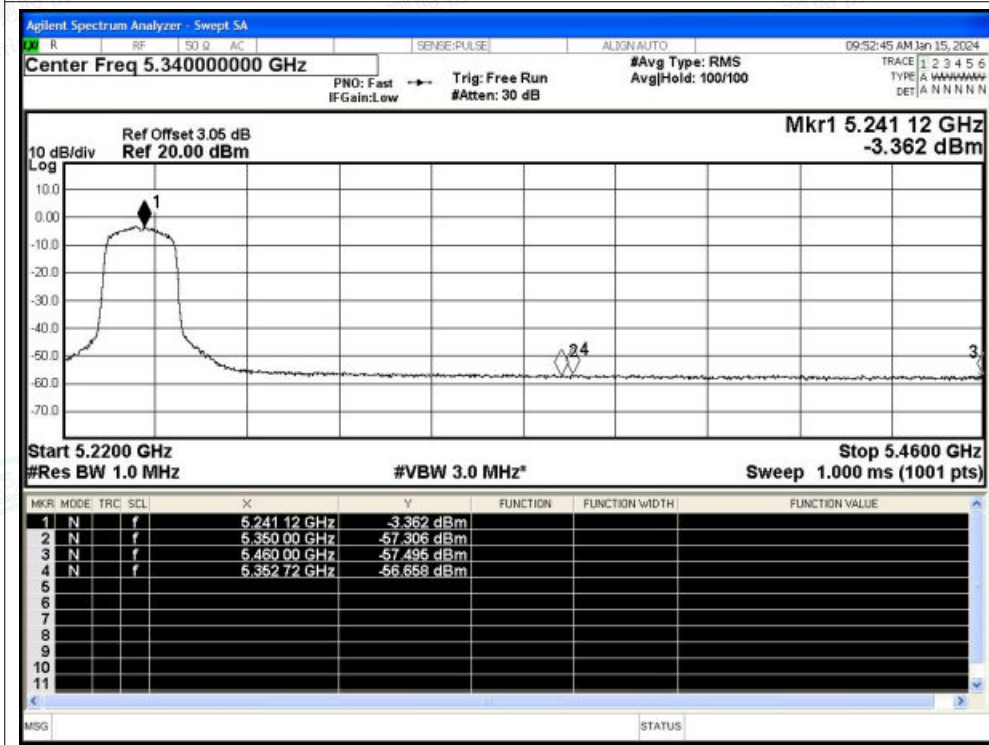 Agilent Spectrum Analyzer - Swept SA
LXI R RF 50 Ω AC SENSE:PULSE ALIGN AUTO 09:52:45 AM Jan 15, 2024
Center Freq 5.340000000 GHz
PNO: Fast
IFGain:Low
Trig: Free Run
#Atten: 30 dB
#Avg Type: RMS
Avg|Hold: 100/100
TRACE 1 2 3 4 5 6
TYPE A WWWWW
DET A N N N N N
Mkr1 5.241 12 GHz
-3.362 dBm
Ref Offset 3.05 dB
10 dB/div Ref 20.00 dBm
Log
10.0
1
0.00
-10.0
-20.0
-30.0
-40.0
2 4
-50.0
3
-60.0
-70.0
Start 5.2200 GHz Stop 5.4600 GHz
#Res BW 1.0 MHz #VBW 3.0 MHz* Sweep 1.000 ms (1001 pts)
MKR MODE TRC SCL X Y FUNCTION FUNCTION WIDTH FUNCTION VALUE
1 N f 5.241 12 GHz -3.362 dBm
2 N f 5.350 00 GHz -57.306 dBm
3 N f 5.460 00 GHz -57.495 dBm
4 N f 5.352 72 GHz -56.658 dBm
5
6
7
8
9
10
11
MSG STATUS